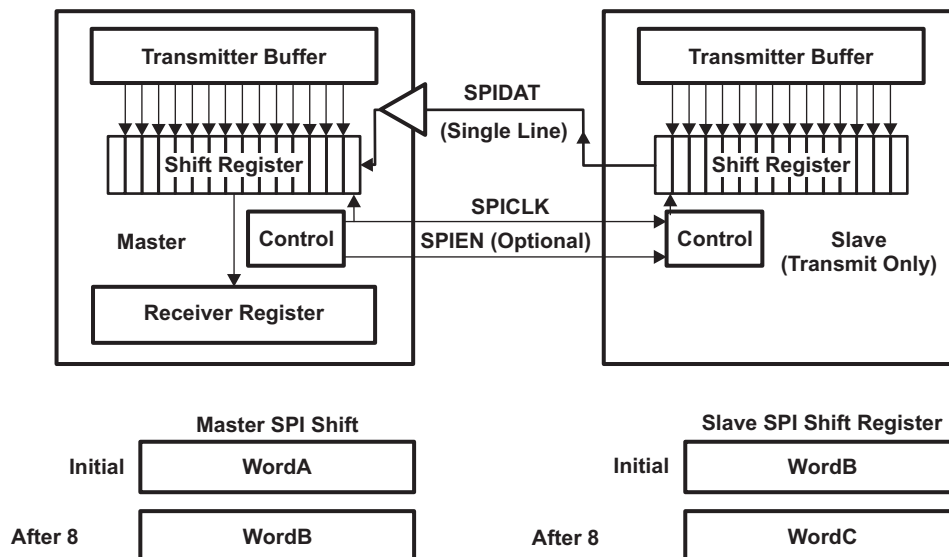 Transmitter Buffer
Transmitter Buffer
SPIDAT
(Single Line)
Shift Register
Shift Register
SPICLK
Master
Control
SPIEN (Optional)
Control
Slave
(Transmit Only)
Receiver Register
Master SPI Shift
Slave SPI Shift Register
Initial
WordA
Initial
WordB
After 8
WordB
After 8
WordC